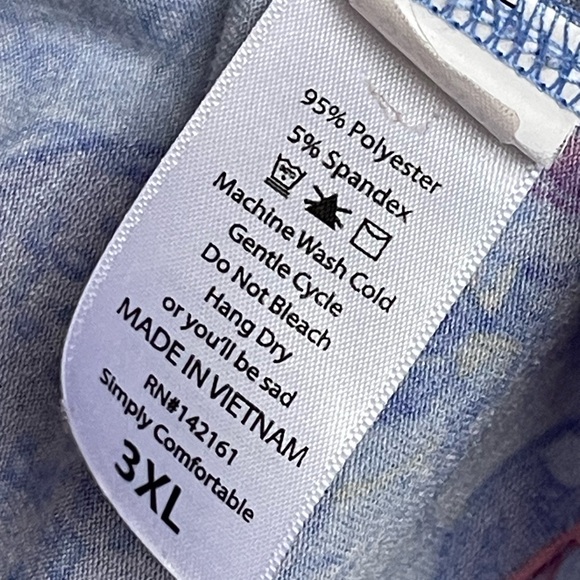 95% Polyester
5% Spandex
Machine Wash Cold
Gentle Cycle
Do Not Bleach
Hang Dry
or you'll be sad
MADE IN VIETNAM
RN#142161
Simply Comfortable
3XL